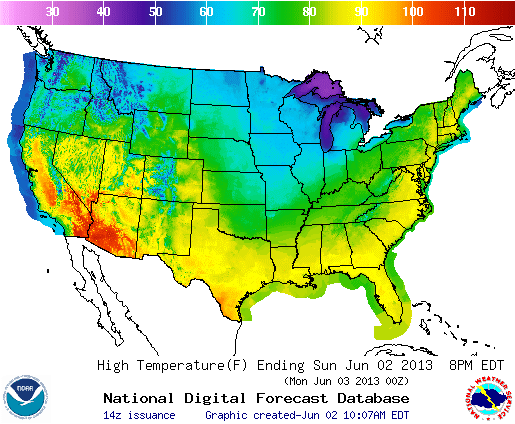 30 40 50 60 70 80 90 100 110
High Temperature(F) Ending Sun Jun 02 2013 8PM EDT
(Mon Jun 03 2013 00Z)
National Digital Forecast Database
14z issuance Graphic created-Jun 02 10:07AM EDT
NOAA
NATIONAL WEATHER SERVICE